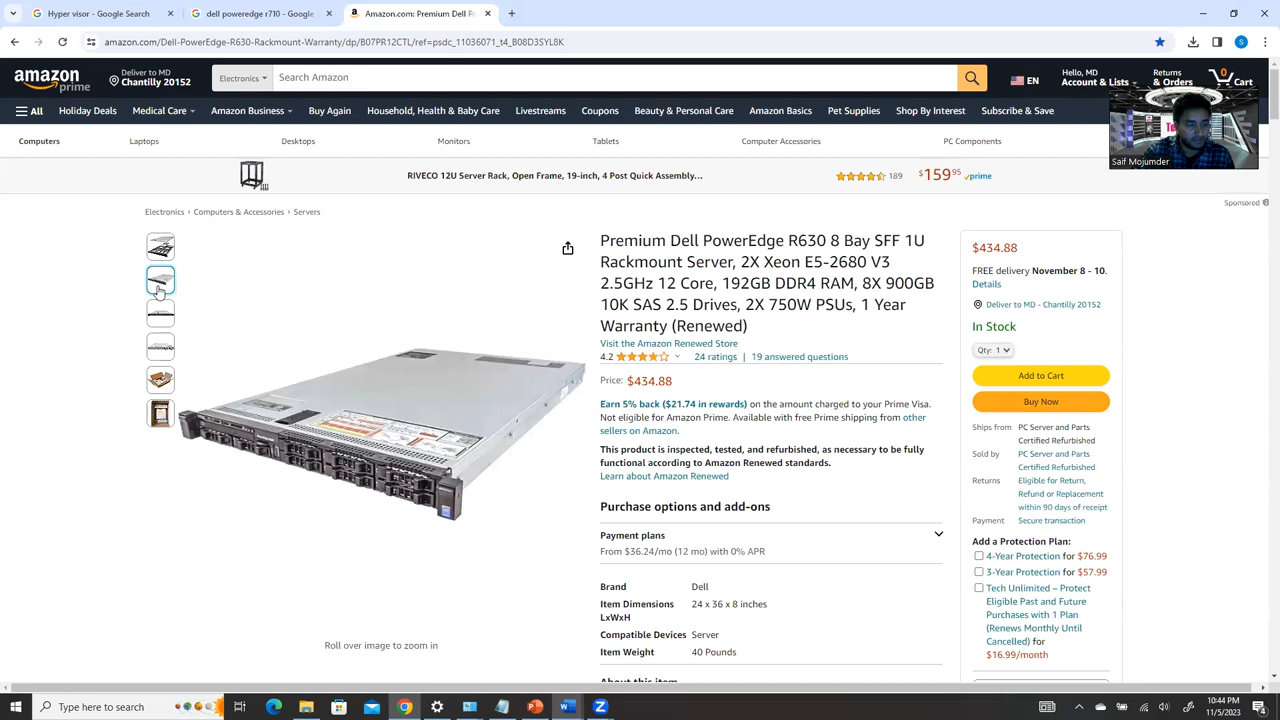 Hyper visor - Google Search
dell poweredge r710 - Google
Amazon.com: Premium Dell P
amazon.com/Dell-PowerEdge-R630-Rackmount-Warranty/dp/B07PR12CTL/ref=psdc_11036071_t4_B08D3SYL8K
S
amazon
prime
Deliver to MD
Chantilly 20152
Electronics
Search Amazon
EN
Hello, MD
Account & Lists
Returns
& Orders
0
Cart
All
Holiday Deals
Medical Care
Amazon Business
Buy Again
Household, Health & Baby Care
Livestreams
Coupons
Beauty & Personal Care
Amazon Basics
Pet Supplies
Shop By Interest
Subscribe & Save
Computers
Laptops
Desktops
Monitors
Tablets
Computer Accessories
PC Components
Saif Mojumder
RIVECO 12U Server Rack, Open Frame, 19-inch, 4 Post Quick Assembly...
189
$159.95
prime
Sponsored
Electronics › Computers & Accessories › Servers
Premium Dell PowerEdge R630 8 Bay SFF 1U
Rackmount Server, 2X Xeon E5-2680 V3
2.5GHz 12 Core, 192GB DDR4 RAM, 8X 900GB
10K SAS 2.5 Drives, 2X 750W PSUs, 1 Year
Warranty (Renewed)
Visit the Amazon Renewed Store
4.2
24 ratings | 19 answered questions
Price: $434.88
Earn 5% back ($21.74 in rewards) on the amount charged to your Prime Visa.
Not eligible for Amazon Prime. Available with free Prime shipping from other
sellers on Amazon.
This product is inspected, tested, and refurbished, as necessary to be fully
functional according to Amazon Renewed standards.
Learn about Amazon Renewed
Purchase options and add-ons
Payment plans
From $36.24/mo (12 mo) with 0% APR
Brand Dell
Item Dimensions 24 x 36 x 8 inches
LxWxH
Compatible Devices Server
Item Weight 40 Pounds
About this item
Roll over image to zoom in
$434.88
FREE delivery November 8 - 10.
Details
Deliver to MD - Chantilly 20152
In Stock
Qty: 1
Add to Cart
Buy Now
Ships from PC Server and Parts
Certified Refurbished
Sold by PC Server and Parts
Certified Refurbished
Returns Eligible for Return,
Refund or Replacement
within 90 days of receipt
Payment Secure transaction
Add a Protection Plan:
4-Year Protection for $76.99
3-Year Protection for $57.99
Tech Unlimited – Protect
Eligible Past and Future
Purchases with 1 Plan
(Renews Monthly Until
Cancelled) for
$16.99/month
Type here to search
10:44 PM
11/5/2023